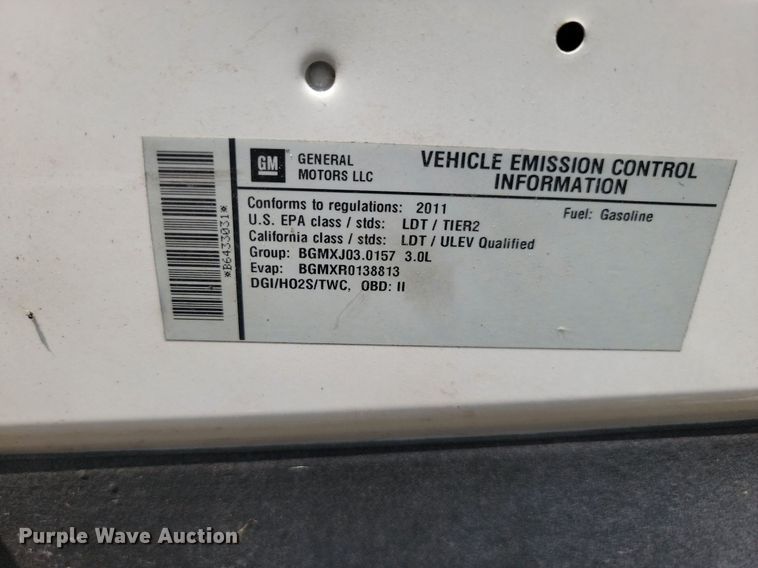 *B6433031*
GM GENERAL
MOTORS LLC
VEHICLE EMISSION CONTROL
INFORMATION
Conforms to regulations: 2011
Fuel: Gasoline
U.S. EPA class / stds: LDT / TIER2
California class / stds: LDT / ULEV Qualified
Group: BGMXJ03.0157 3.0L
Evap: BGMXR0138813
DGI/HO2S/TWC, OBD: II
Purple Wave Auction